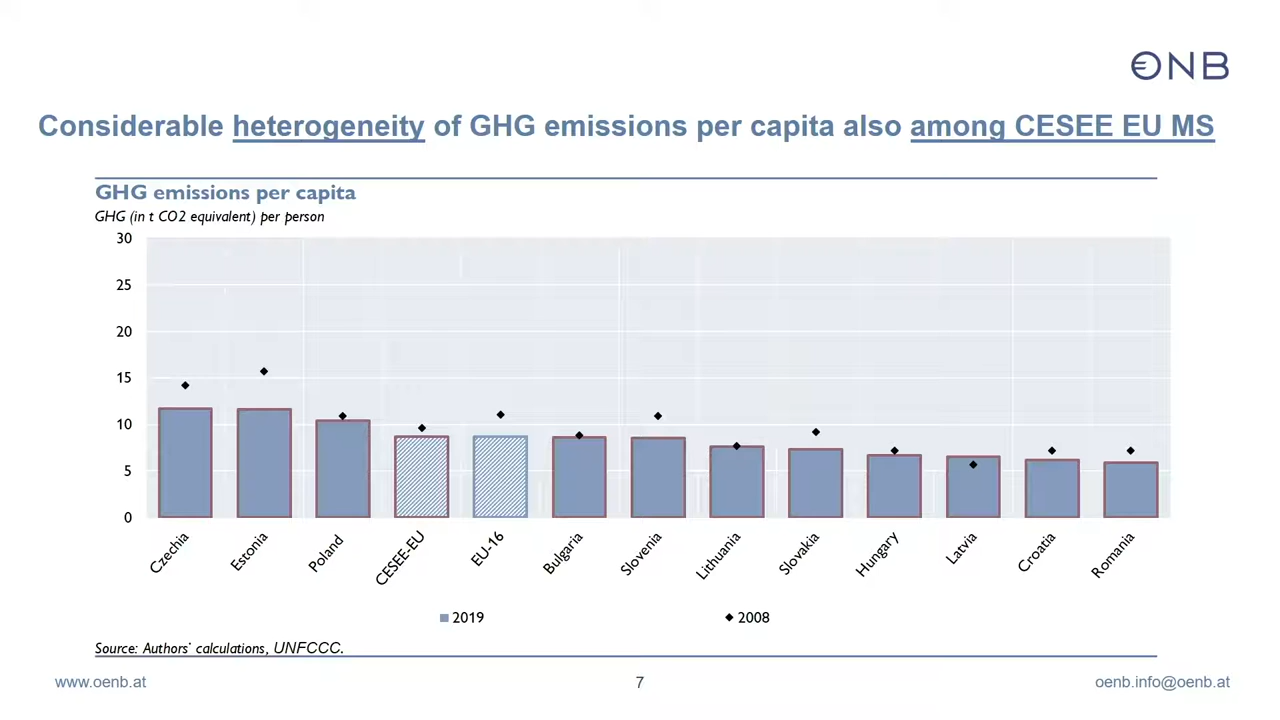 ONB
Considerable heterogeneity of GHG emissions per capita also among CESEE EU MS
GHG emissions per capita
GHG (in t CO2 equivalent) per person
30
25
20
15
10
5
0
Czechia
Estonia
Poland
CESEE-EU
EU-16
Bulgaria
Slovenia
Lithuania
Slovakia
Hungary
Latvia
Croatia
Romania
2019
2008
Source: Authors' calculations, UNFCCC.
www.oenb.at
7
oenb.info@oenb.at